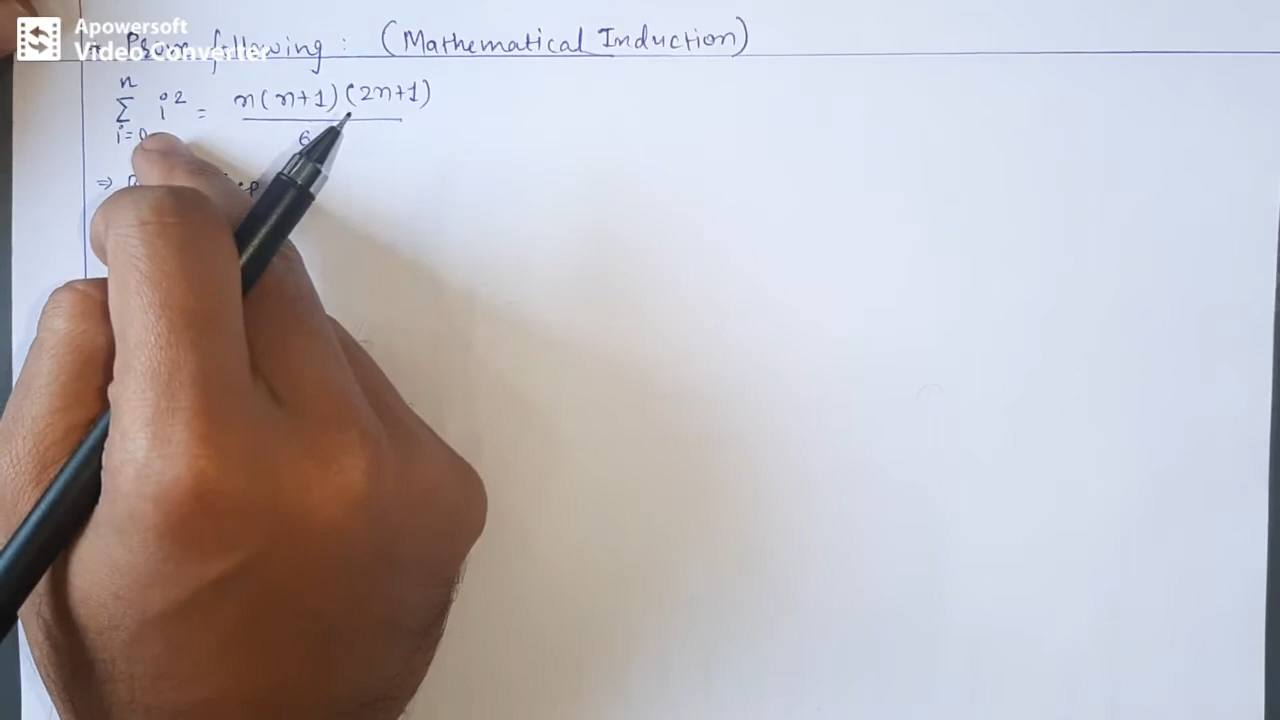 Apowersoft
Video Converter
following : (Mathematical Induction)
n
Σ i² = n(n+1)(2n+1)
i=0 6
⇒